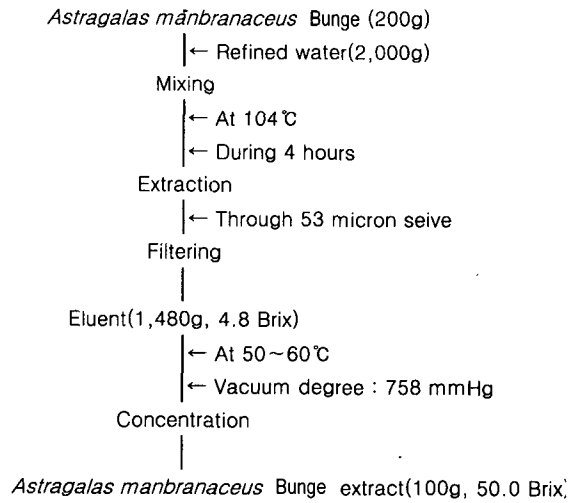 Astragalas manbranaceus Bunge (200g)
← Refined water(2,000g)
Mixing
← At 104℃
← During 4 hours
Extraction
← Through 53 micron seive
Filtering
Eluent(1,480g, 4.8 Brix)
← At 50~60℃
← Vacuum degree : 758 mmHg
Concentration
Astragalas manbranaceus Bunge extract(100g, 50.0 Brix)